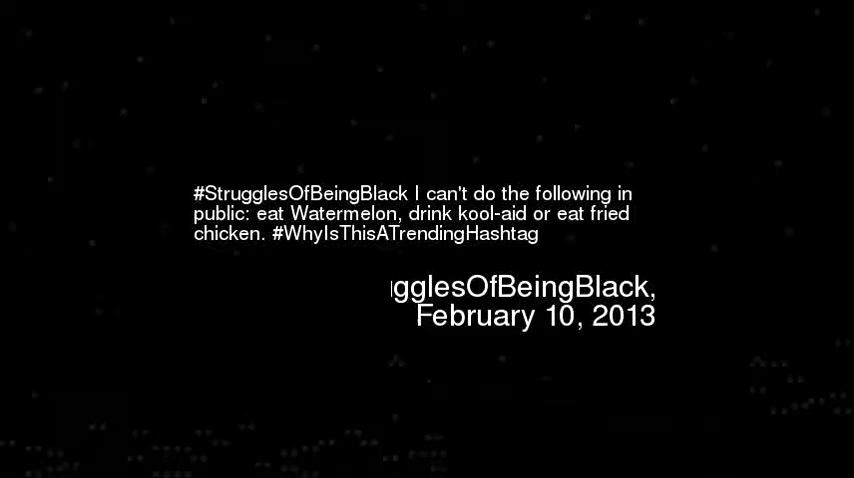 #StrugglesOfBeingBlack I can't do the following in
public: eat Watermelon, drink kool-aid or eat fried
chicken. #WhyIsThisATrendingHashtag
gglesOfBeingBlack,
February 10, 2013